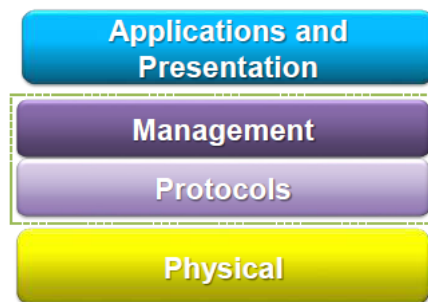 Applications and
Presentation
Management
Protocols
Physical